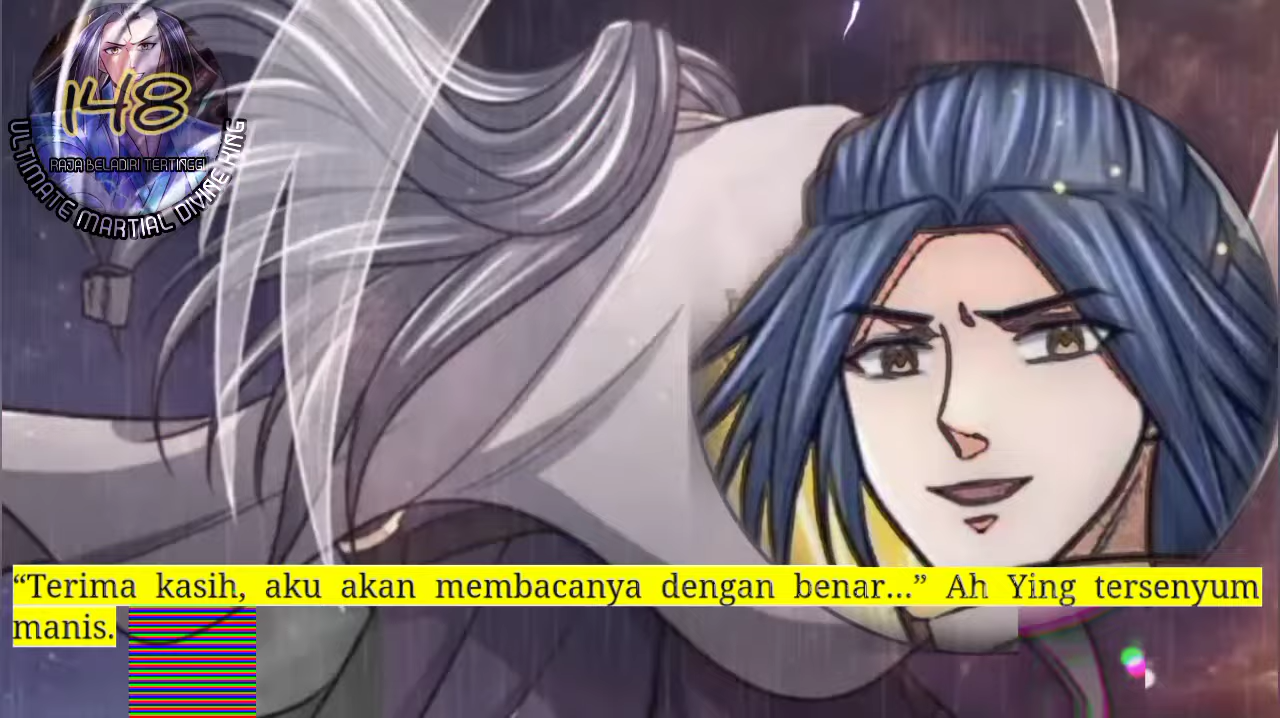 148
RAJA BELADIRI TERTINGGI
ULTIMATE MARTIAL DIVINE KING
“Terima kasih, aku akan membacanya dengan benar...” Ah Ying tersenyum
manis.